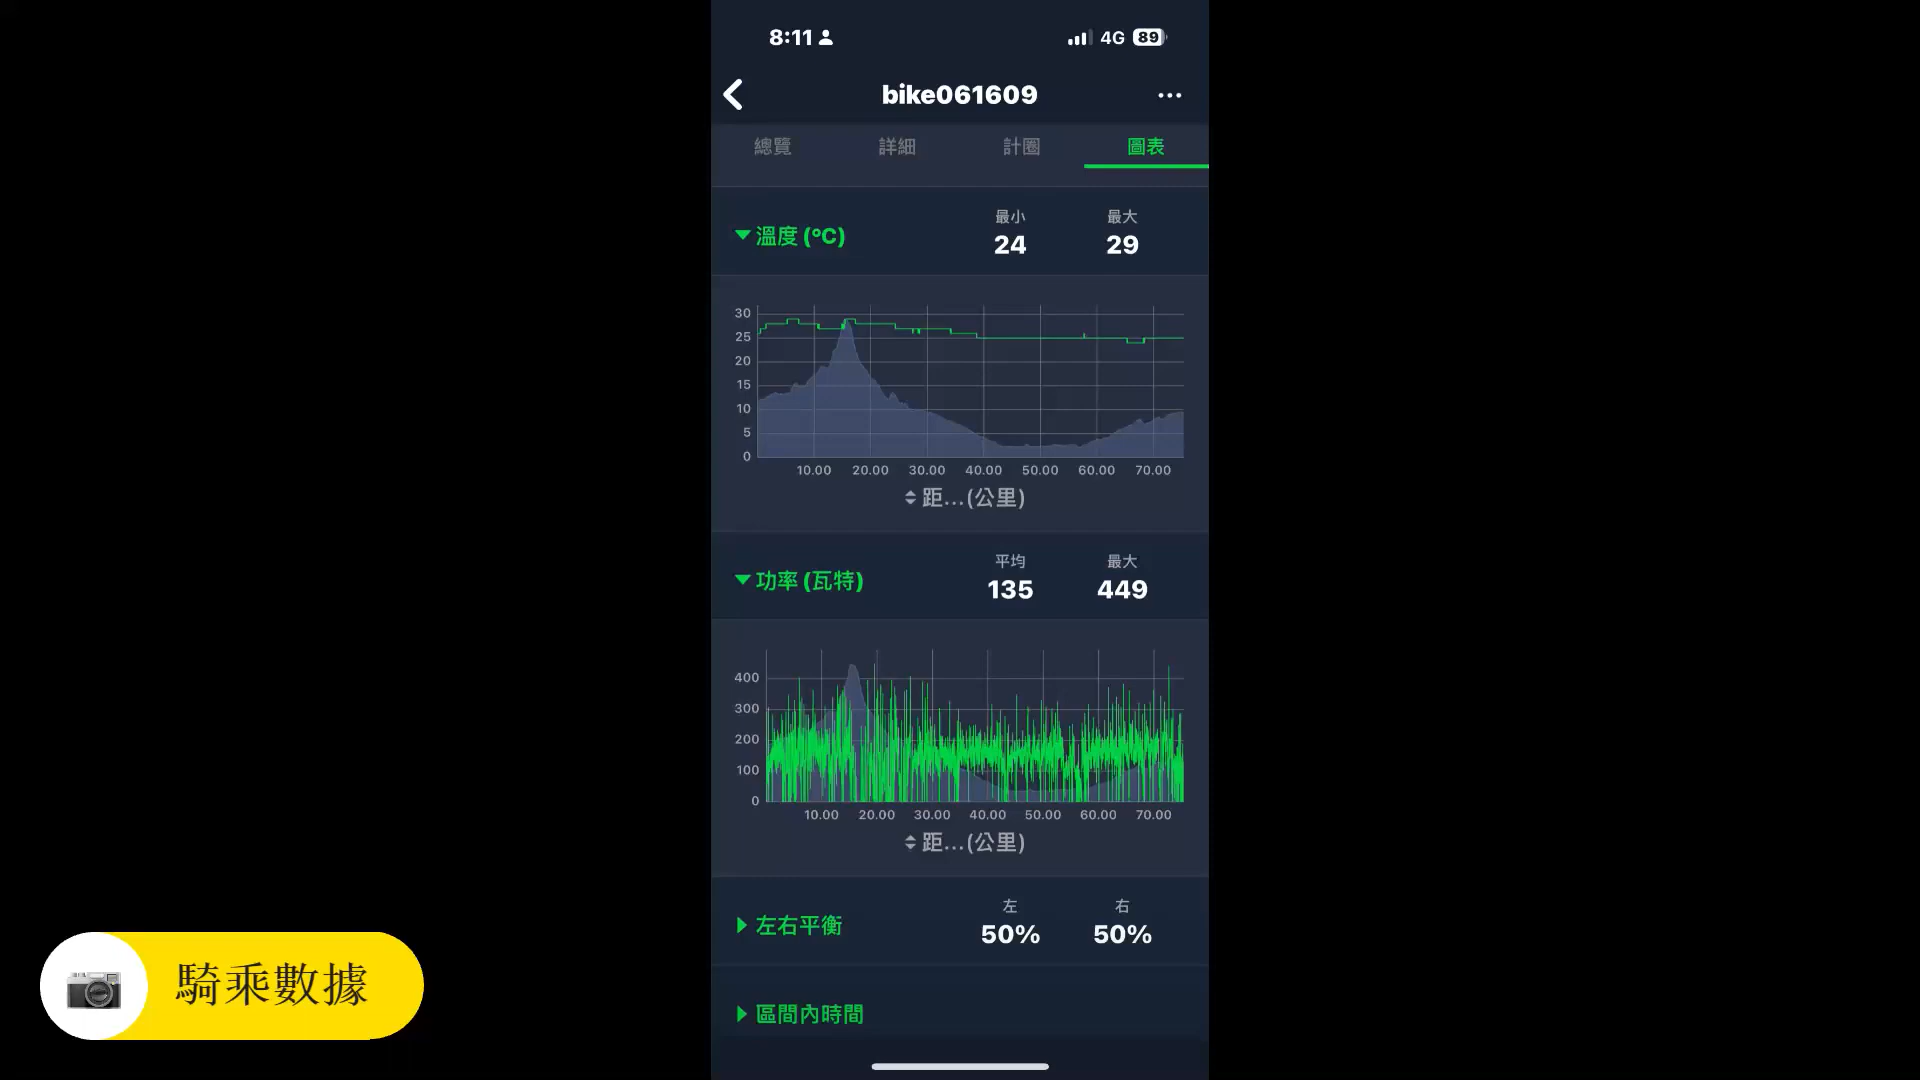 8:11 4G 89
bike061609 ...
總覽 詳細 計圈 圖表
最小 最大
溫度 (ºC) 24 29
30
25
20
15
10
5
0
10.00 20.00 30.00 40.00 50.00 60.00 70.00
距...(公里)
平均 最大
功率 (瓦特) 135 449
400
300
200
100
0
10.00 20.00 30.00 40.00 50.00 60.00 70.00
距...(公里)
左 右
左右平衡 50% 50%
區間內時間
騎乘數據